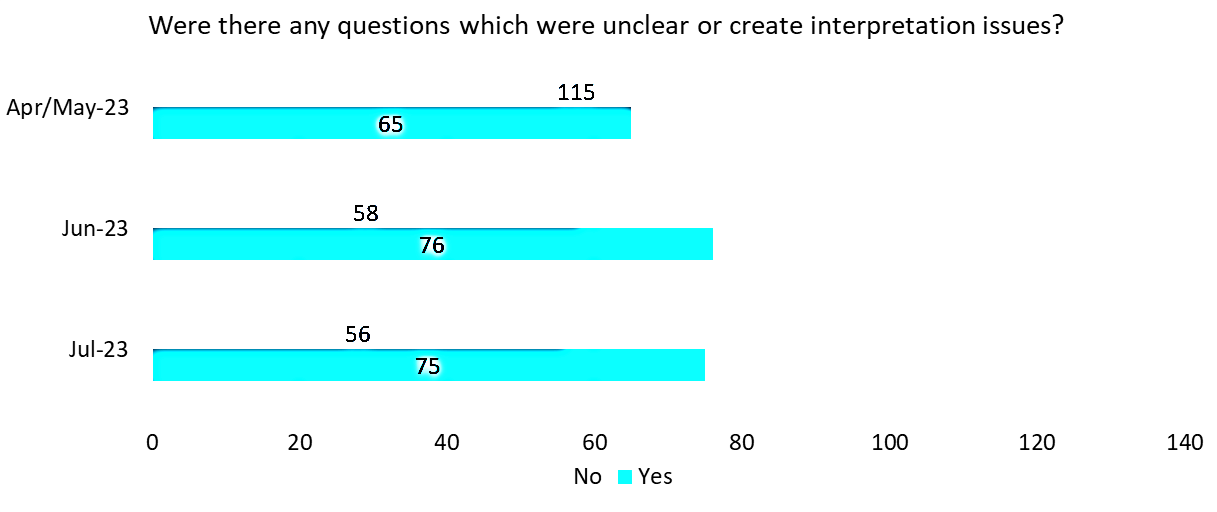 Were there any questions which were unclear or create interpretation issues?
115
Apr/May-23
65
58
Jun-23
76
56
Jul-23
75
0 20 40 60 80 100 120 140
No Yes